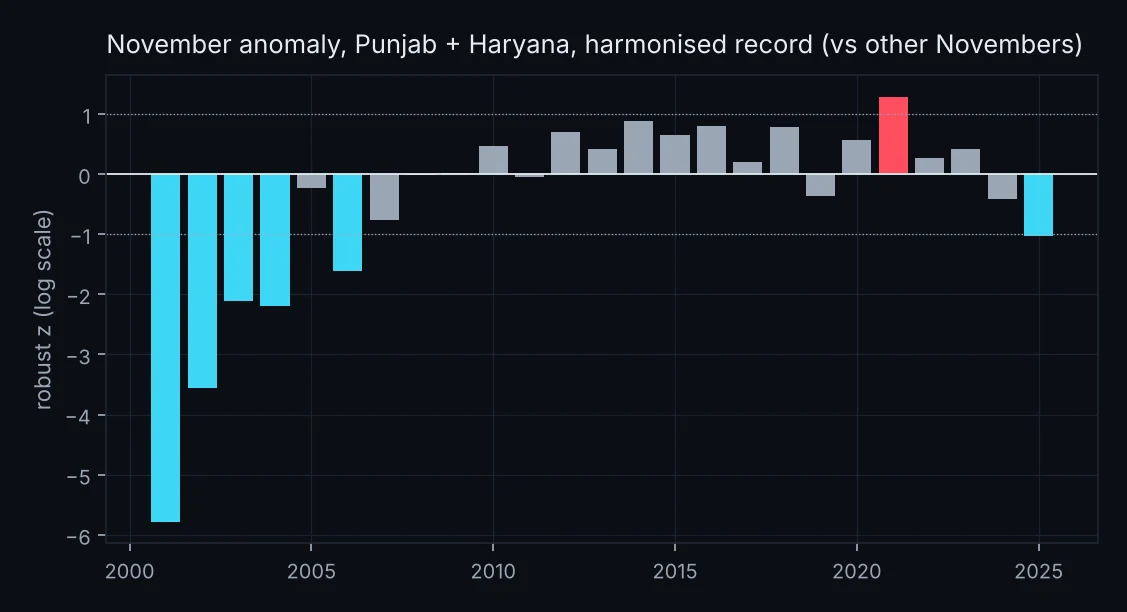 November anomaly, Punjab + Haryana, harmonised record (vs other Novembers)
robust z (log scale)
1
0
−1
−2
−3
−4
−5
−6
2000 2005 2010 2015 2020 2025